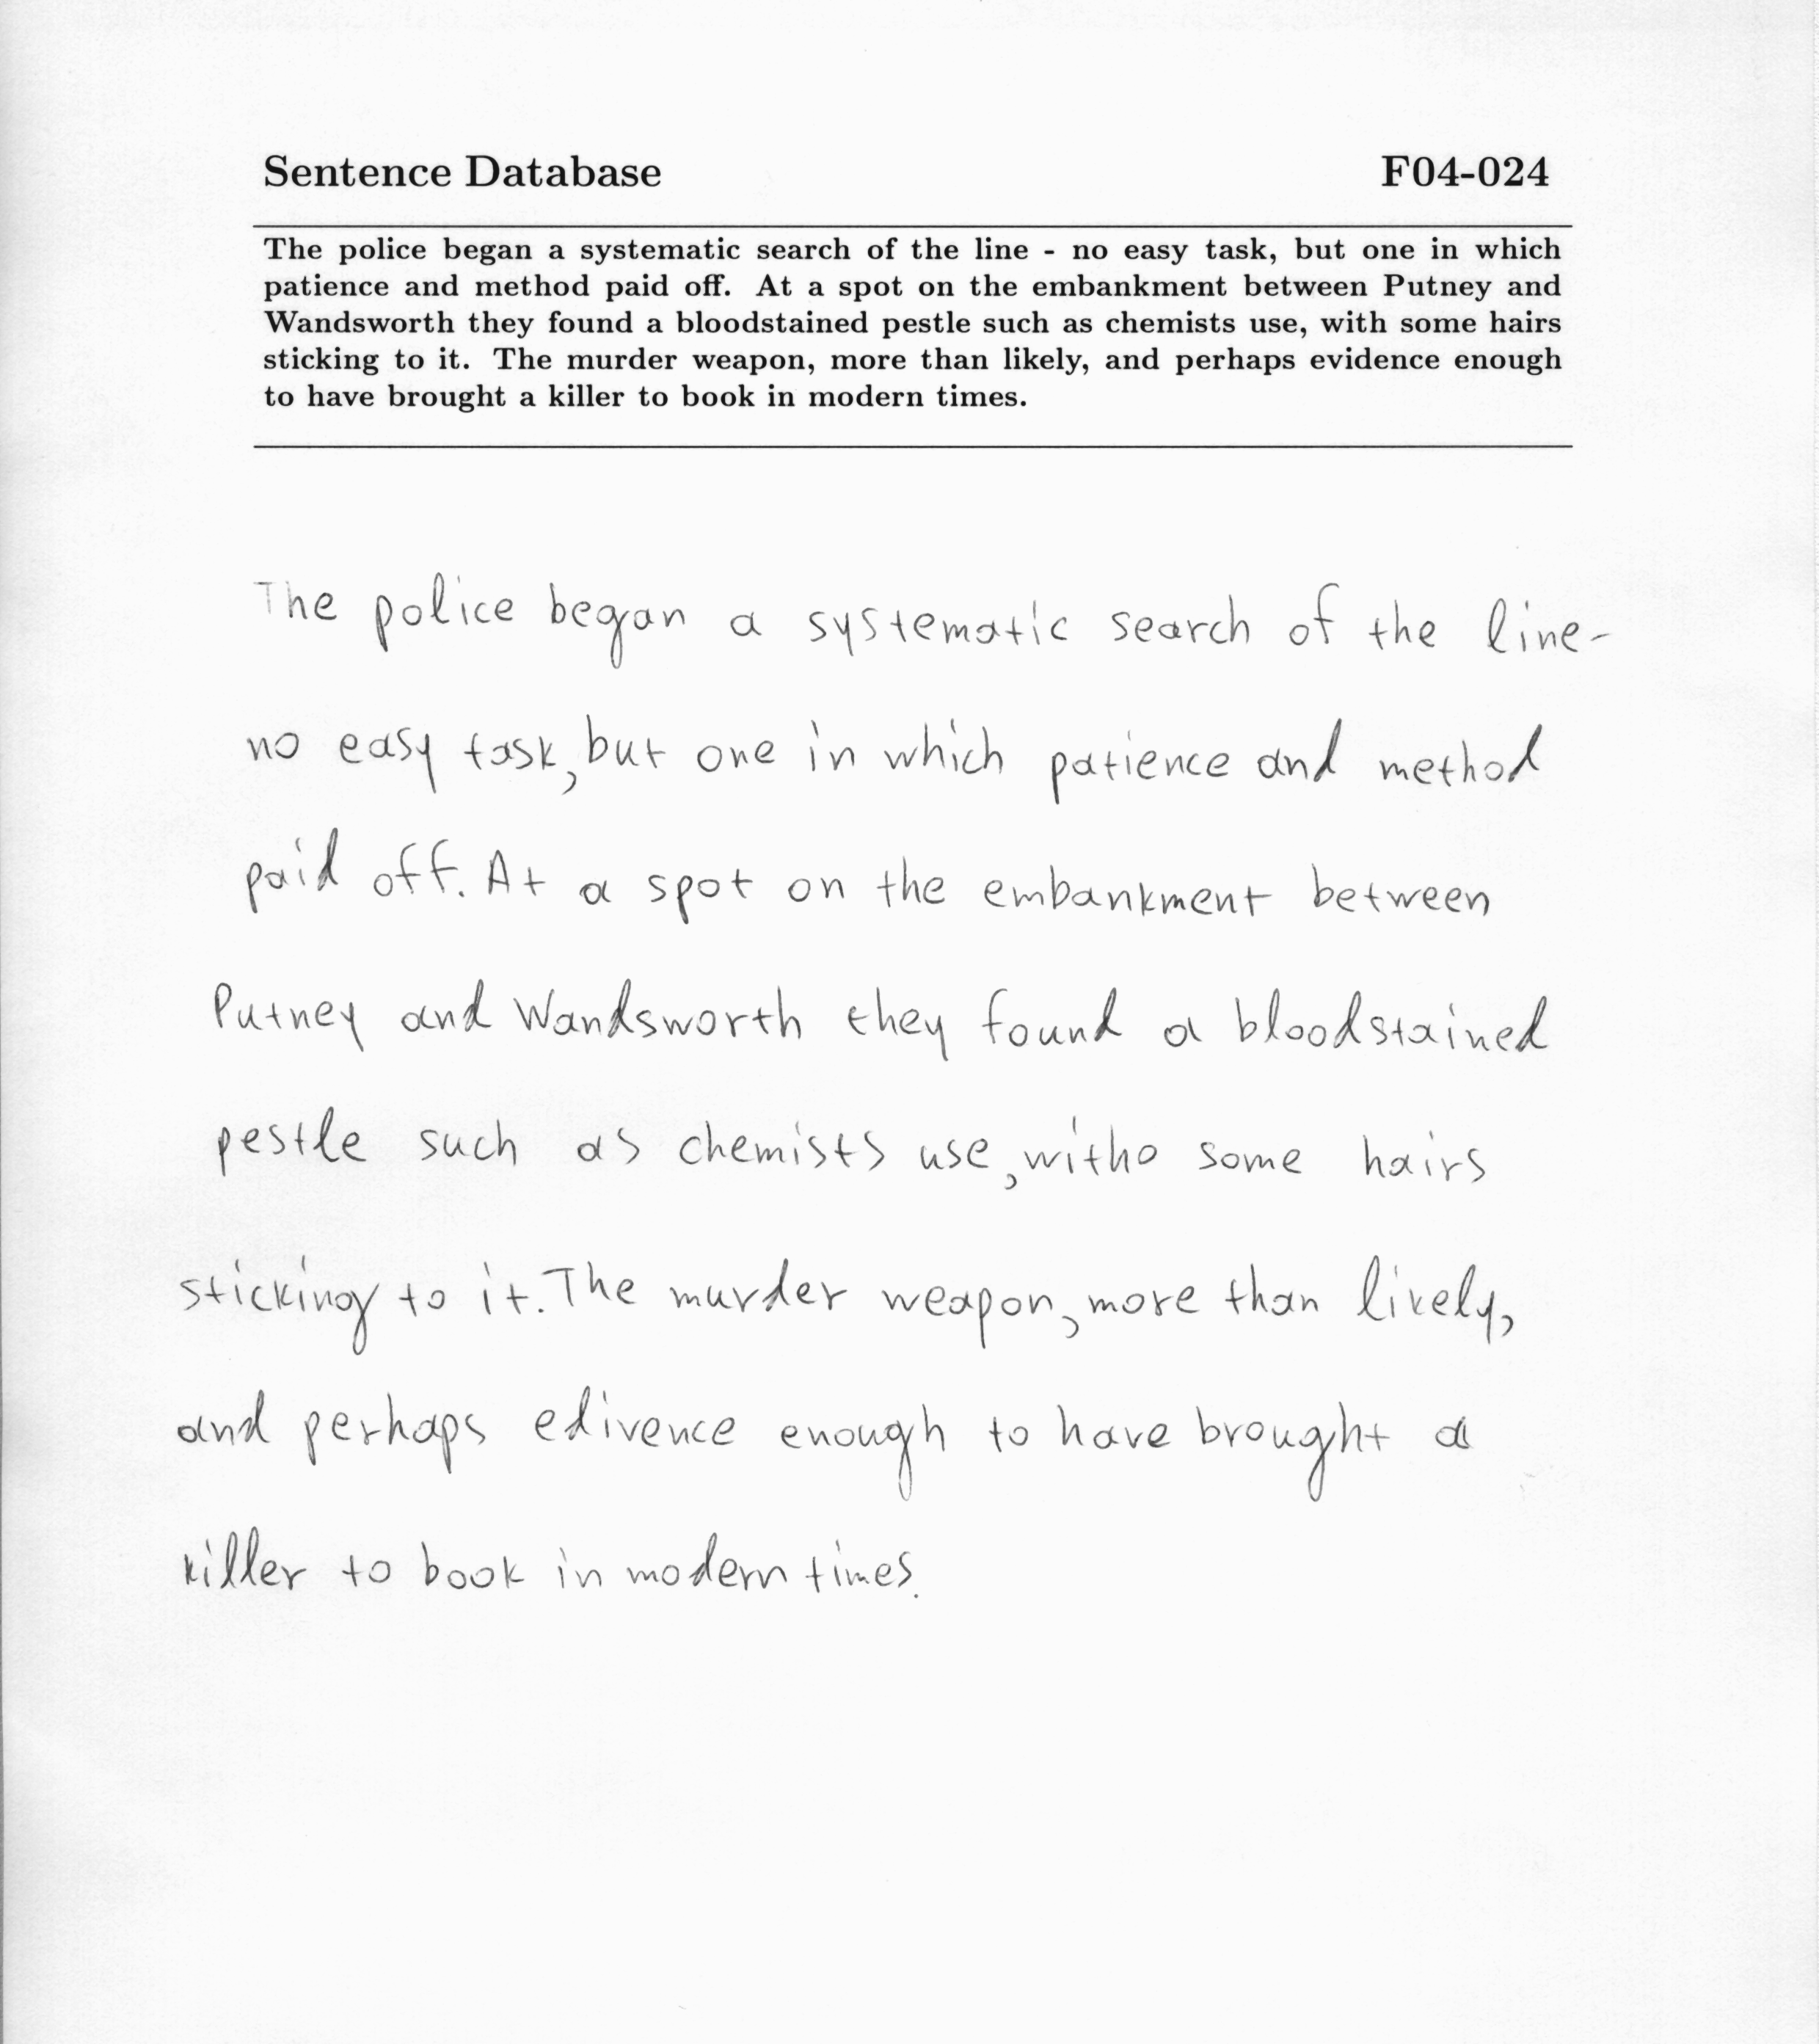 Sentence Database F04-024
The police began a systematic search of the line - no easy task, but one in which
patience and method paid off. At a spot on the embankment between Putney and
Wandsworth they found a bloodstained pestle such as chemists use, with some hairs
sticking to it. The murder weapon, more than likely, and perhaps evidence enough
to have brought a killer to book in modern times.
The police began a systematic search of the line-
no easy task, but one in which patience and method
paid off. At a spot on the embankment between
Putney and Wandsworth they found a bloodstained
pestle such as chemists use, witho some hairs
sticking to it. The murder weapon, more than likely,
and perhaps edivence enough to have brought a
killer to book in modern times.